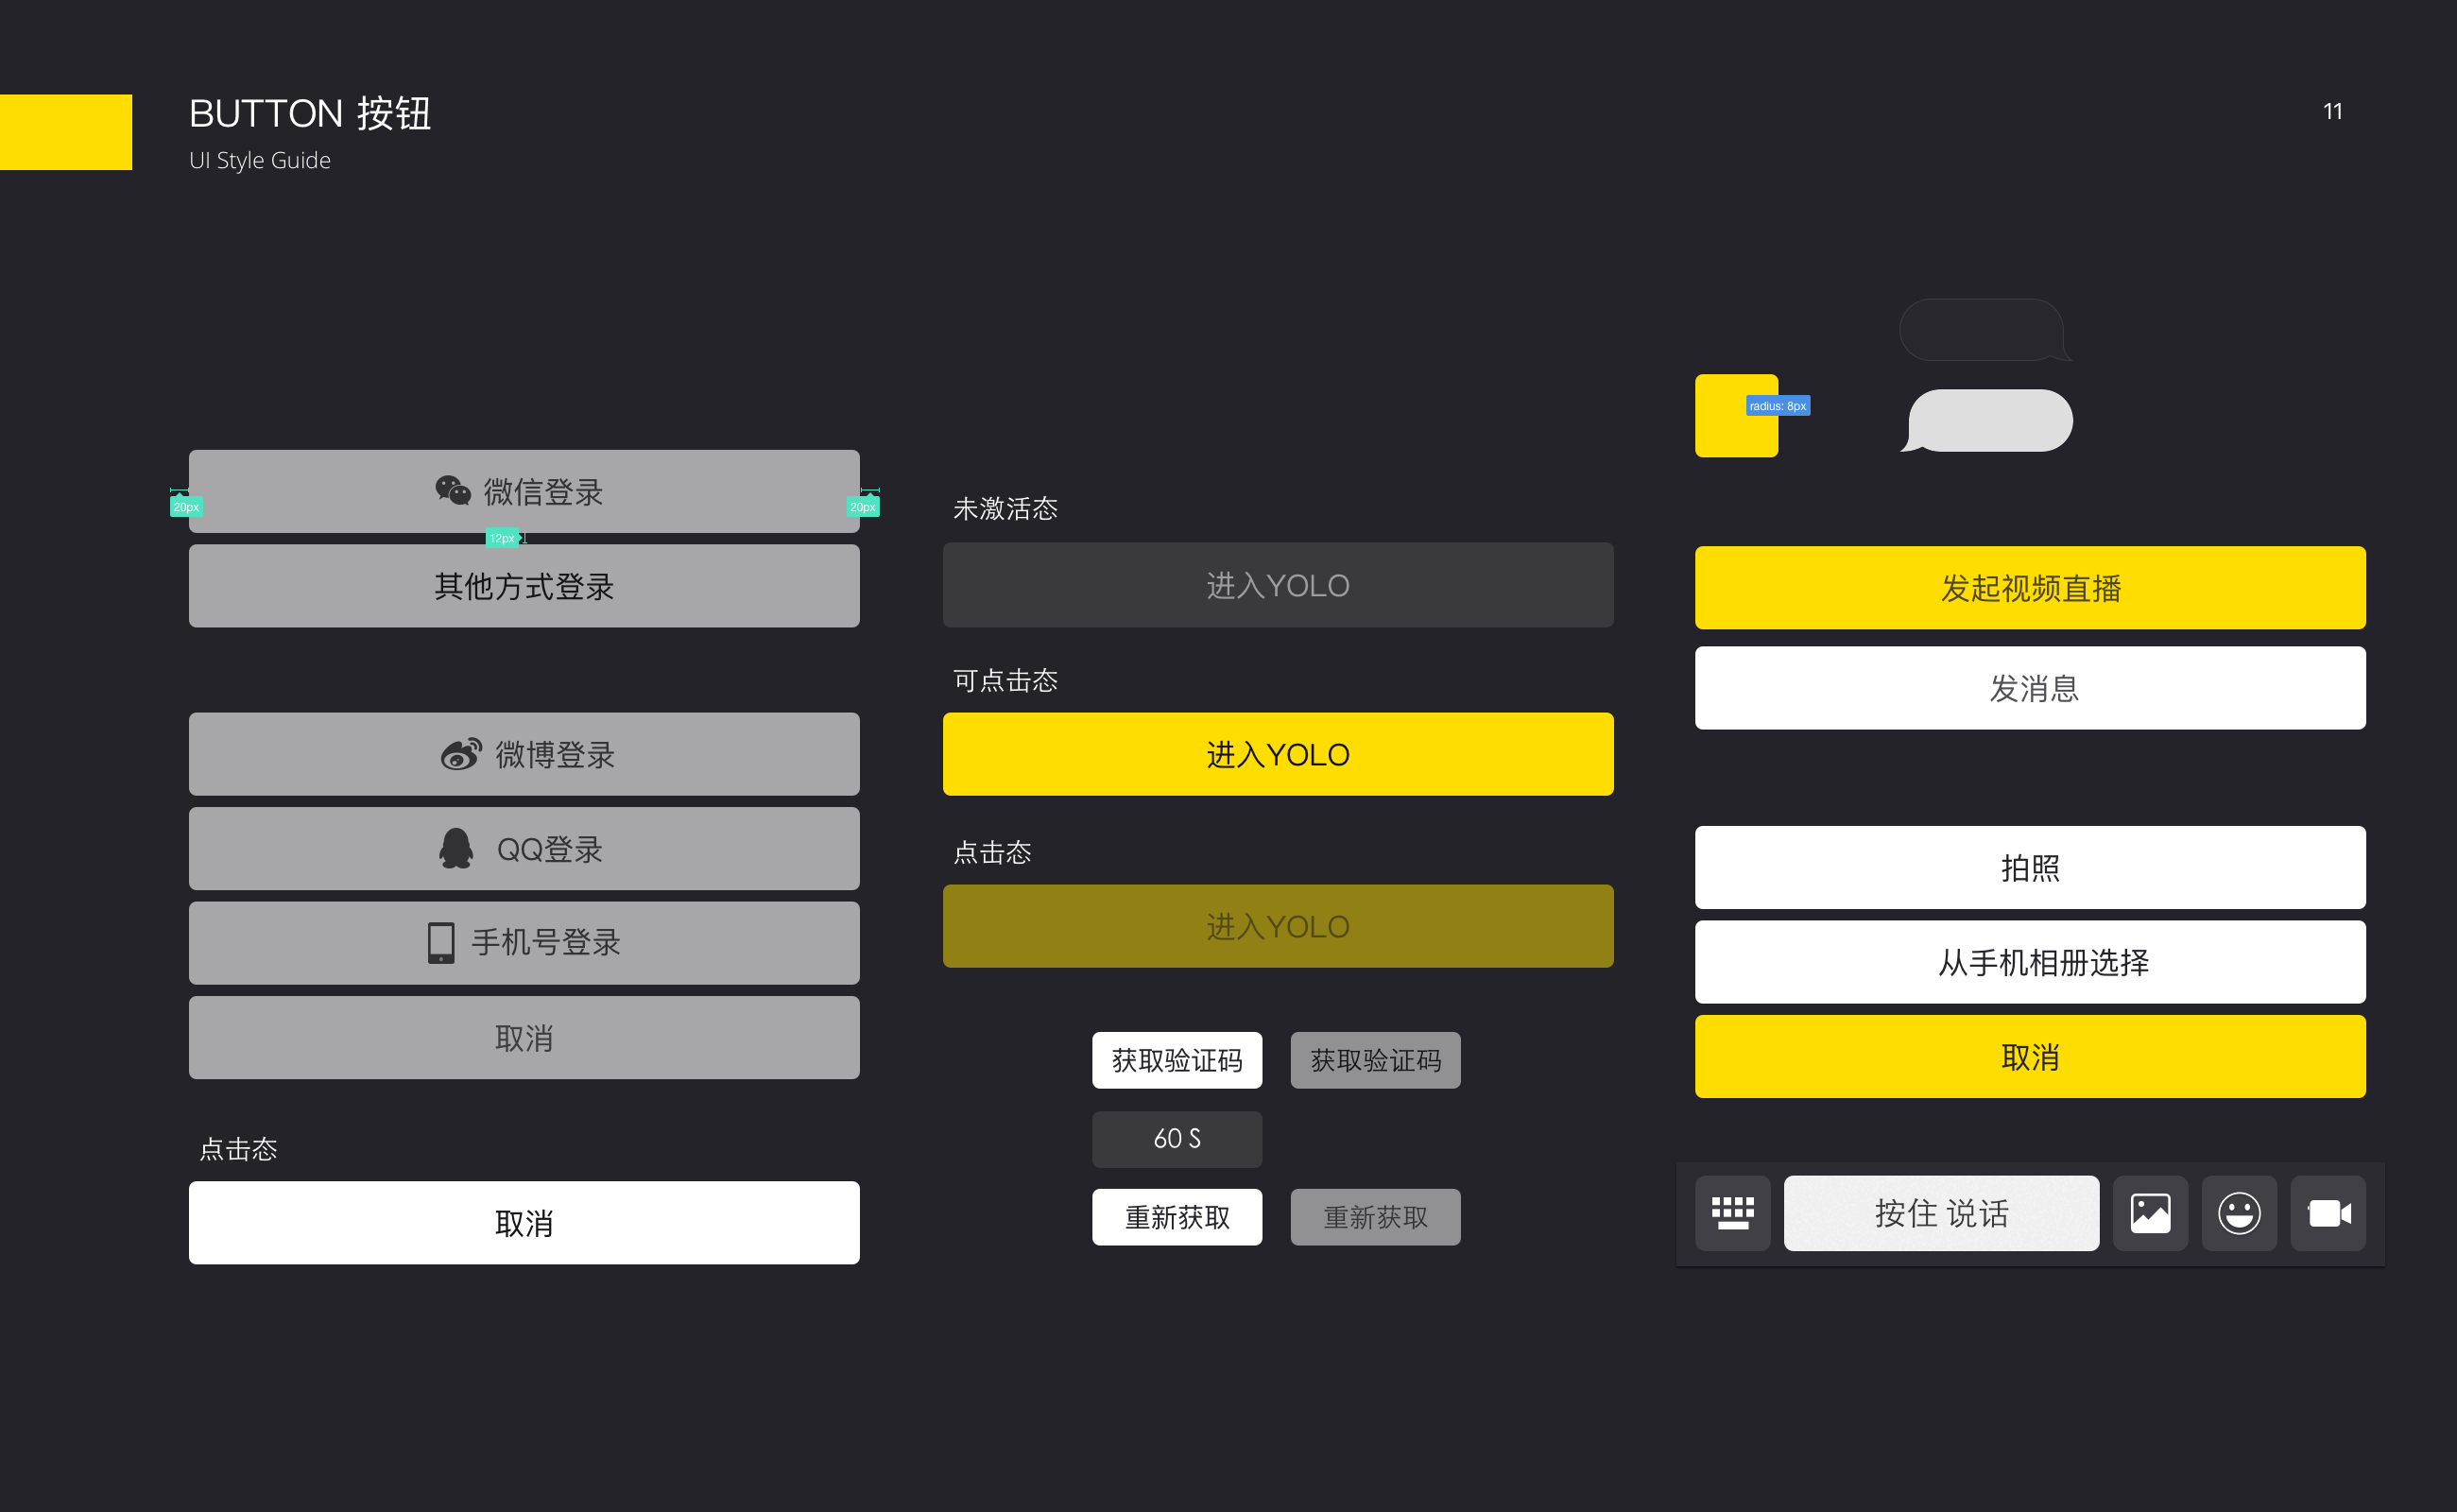 BUTTON 按钮
UI Style Guide
11
微信登录
20px
20px
12px
其他方式登录
微博登录
QQ登录
手机号登录
取消
点击态
取消
未激活态
进入YOLO
可点击态
进入YOLO
点击态
进入YOLO
获取验证码
获取验证码
60 S
重新获取
重新获取
radius: 8px
发起视频直播
发消息
拍照
从手机相册选择
取消
按住 说话